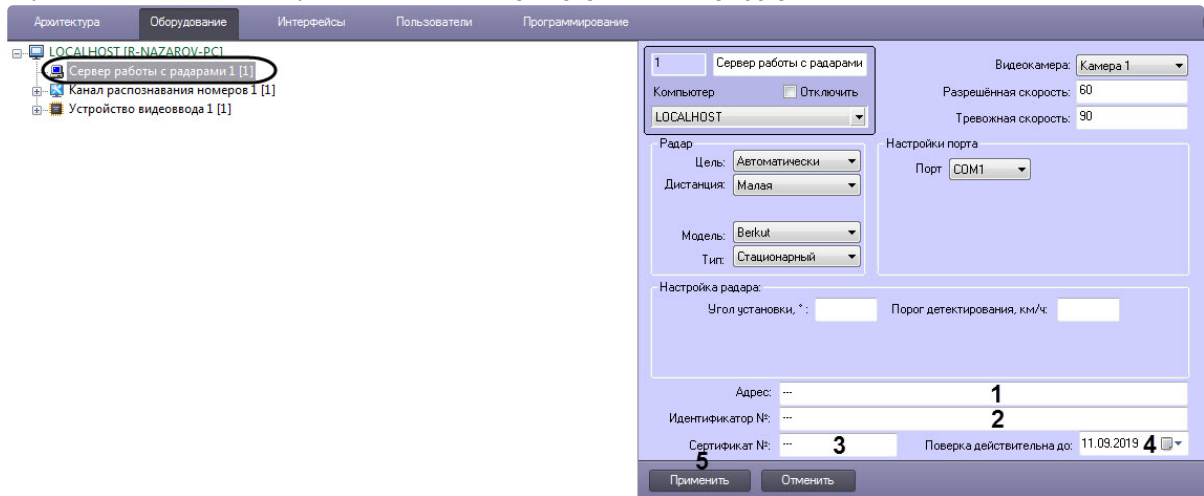 Архитектура Оборудование Интерфейсы Пользователи Программирование
LOCALHOST [R-NAZAROV-PC]
Сервер работы с радарами 1 [1]
Канал распознавания номеров 1 [1]
Устройство видеоввода 1 [1]
1 Сервер работы с радарами
Компьютер Отключить
LOCALHOST
Видеокамера: Камера 1
Разрешённая скорость: 60
Тревожная скорость: 90
Радар
Цель: Автоматически
Дистанция: Малая
Модель: Berkut
Тип: Стационарный
Настройки порта
Порт COM1
Настройка радара:
Угол установки, ° : Порог детектирования, км/ч:
Адрес: --- 1
Идентификатор №: --- 2
Сертификат №: --- 3 Поверка действительна до: 11.09.2019 4
5
Применить Отменить